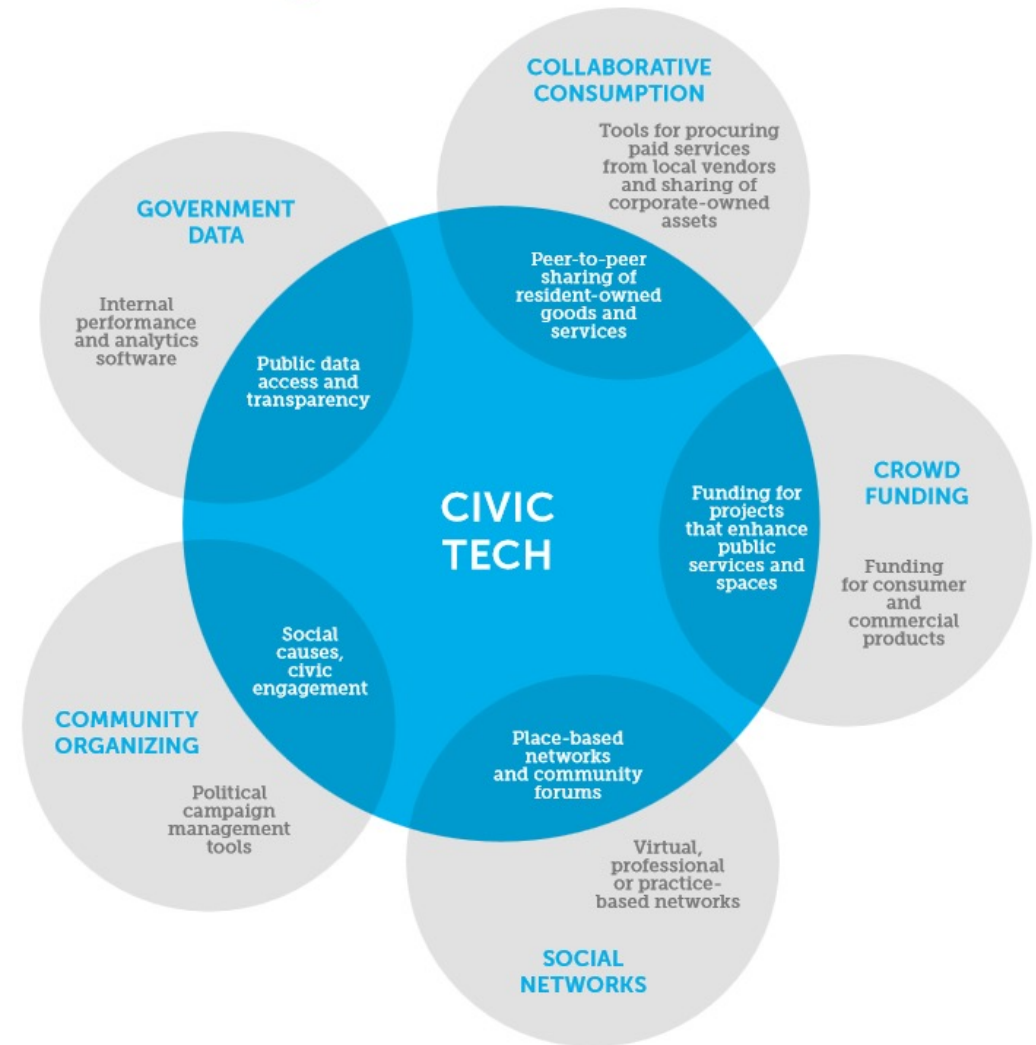 COLLABORATIVE
CONSUMPTION
Tools for procuring
paid services
from local vendors
and sharing of
corporate-owned
assets
Peer-to-peer
sharing of
resident-owned
goods and
services
GOVERNMENT
DATA
Internal
performance
and analytics
software
Public data
access and
transparency
CIVIC
TECH
CROWD
FUNDING
Funding for
projects
that enhance
public
services and
spaces
Funding
for consumer
and
commercial
products
Social
causes,
civic
engagement
COMMUNITY
ORGANIZING
Political
campaign
management
tools
Place-based
networks
and community
forums
Virtual,
professional
or practice-
based networks
SOCIAL
NETWORKS